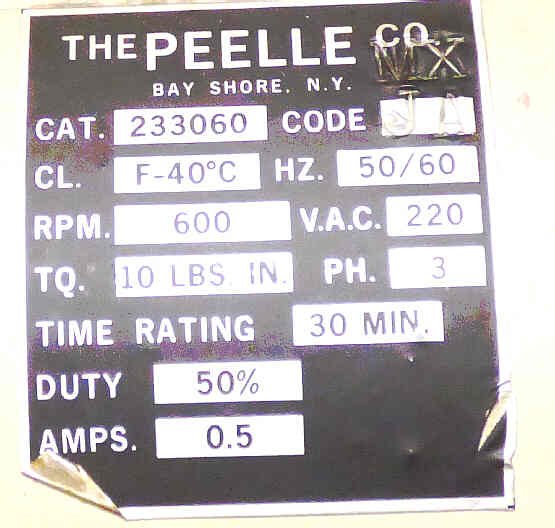 THE PEELLE CO.
MX
BAY SHORE, N.Y.
CAT. 233060 CODE J A
CL. F-40°C HZ. 50/60
RPM. 600 V.A.C. 220
TQ. 10 LBS. IN. PH. 3
TIME RATING 30 MIN.
DUTY 50%
AMPS. 0.5